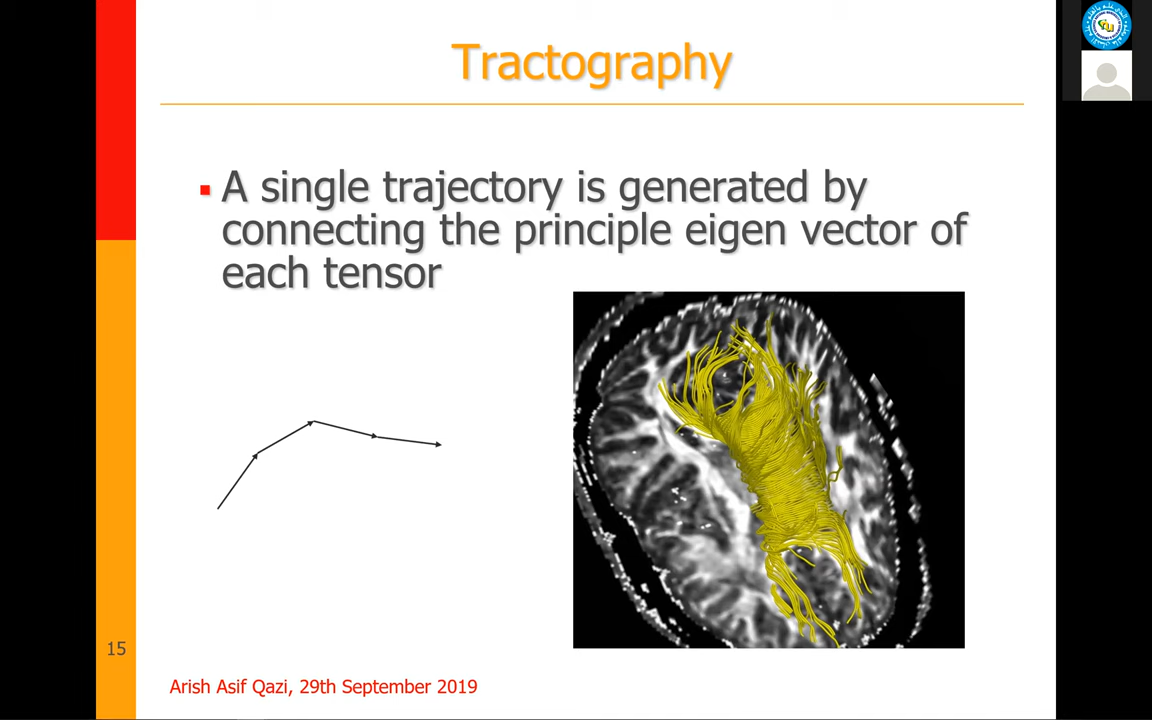 Tractography
A single trajectory is generated by
connecting the principle eigen vector of
each tensor
15
Arish Asif Qazi, 29th September 2019